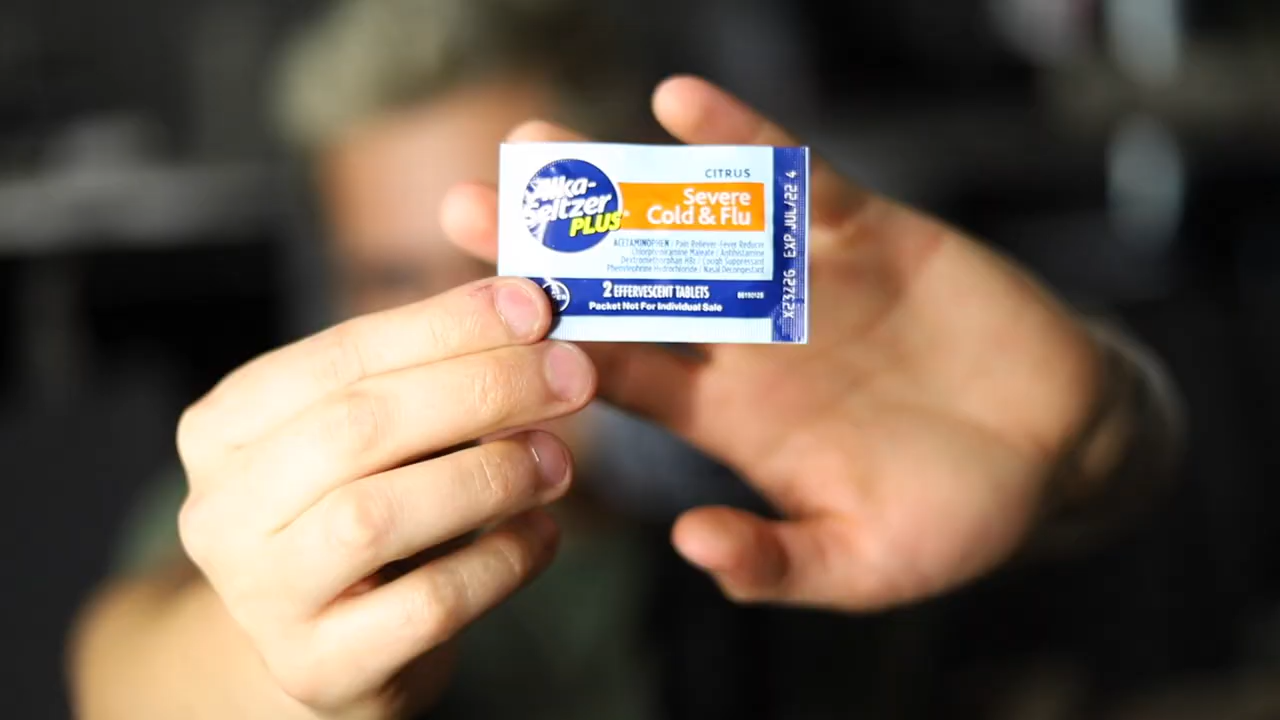 CITRUS
Alka-
Seltzer
PLUS
Severe
Cold & Flu
ACETAMINOPHEN / Pain Reliever-Fever Reducer
Chlorpheniramine Maleate / Antihistamine
Dextromethorphan HBr / Cough Suppressant
Phenylephrine Hydrochloride / Nasal Decongestant
2 EFFERVESCENT TABLETS
Packet Not For Individual Sale
X23726 EXP JUL/22 4